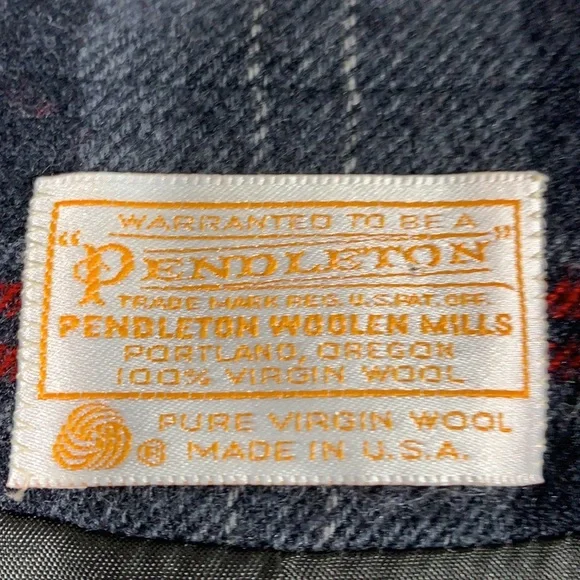 WARRANTED TO BE A
"PENDLETON"
TRADE MARK REG. U.S. PAT. OFF.
PENDLETON WOOLEN MILLS
PORTLAND, OREGON
100% VIRGIN WOOL
® PURE VIRGIN WOOL
MADE IN U.S.A.